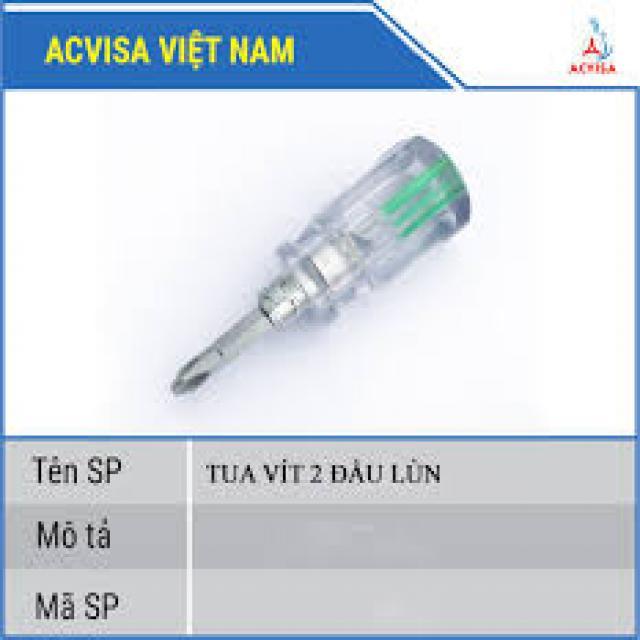 ACVISA VIỆT NAM
ACVISA
Tên SP
TUA VÍT 2 ĐẦU LÙN
Mô tả
Mã SP